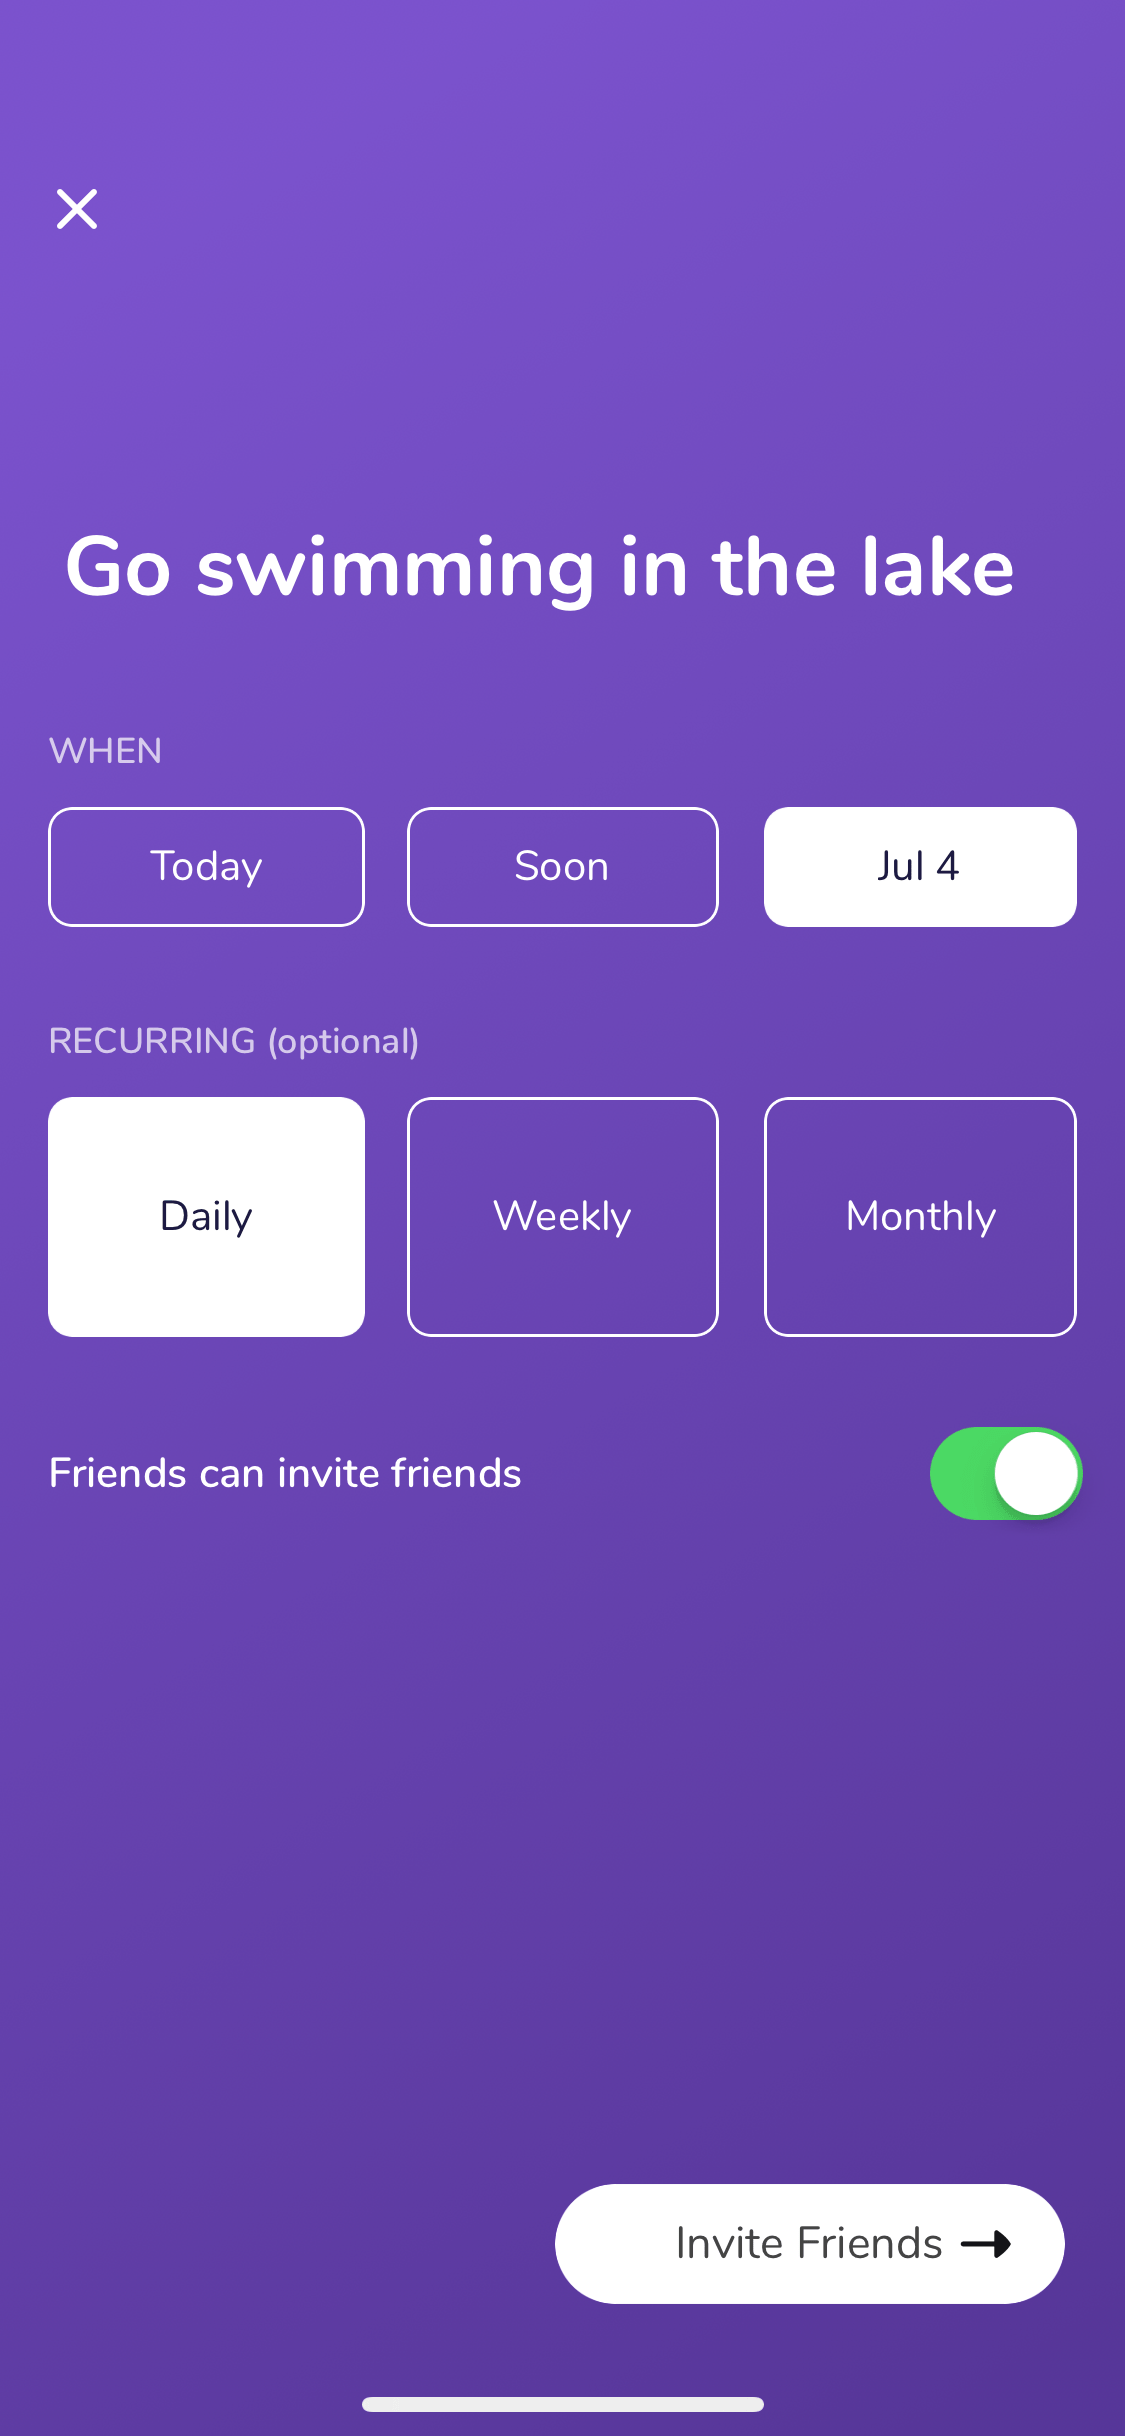 Go swimming in the lake
WHEN
Today Soon Jul 4
RECURRING (optional)
Daily Weekly Monthly
Friends can invite friends
Invite Friends